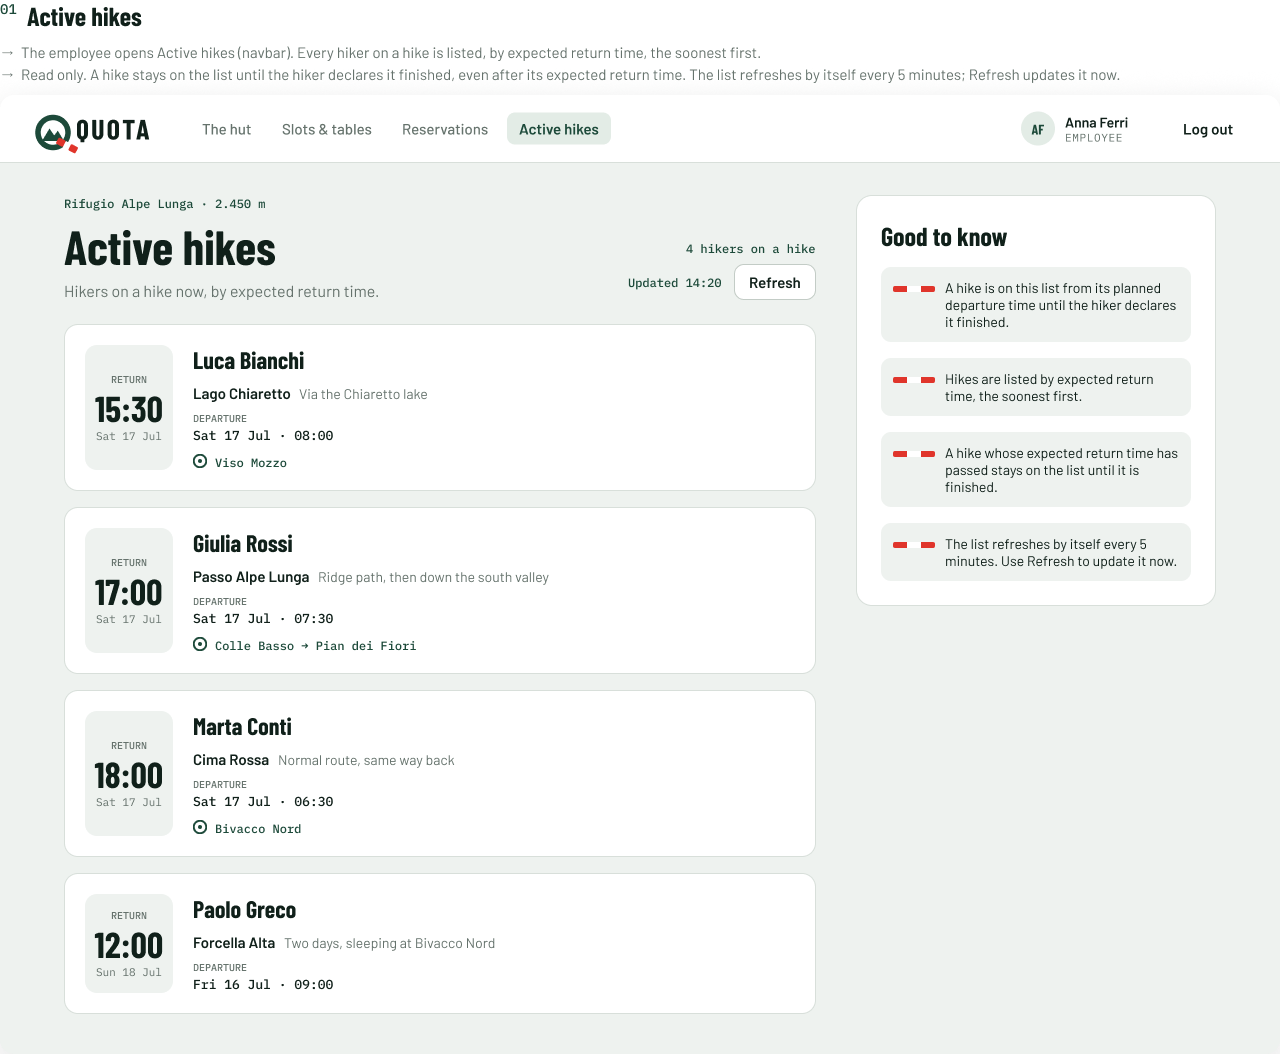 01 Active hikes
→ The employee opens Active hikes (navbar). Every hiker on a hike is listed, by expected return time, the soonest first.
→ Read only. A hike stays on the list until the hiker declares it finished, even after its expected return time. The list refreshes by itself every 5 minutes; Refresh updates it now.
QUOTA
The hut
Slots & tables
Reservations
Active hikes
AF
Anna Ferri
EMPLOYEE
Log out
Rifugio Alpe Lunga · 2.450 m
Active hikes
Hikers on a hike now, by expected return time.
4 hikers on a hike
Updated 14:20
Refresh
RETURN
15:30
Sat 17 Jul
Luca Bianchi
Lago Chiaretto Via the Chiaretto lake
DEPARTURE
Sat 17 Jul · 08:00
Viso Mozzo
RETURN
17:00
Sat 17 Jul
Giulia Rossi
Passo Alpe Lunga Ridge path, then down the south valley
DEPARTURE
Sat 17 Jul · 07:30
Colle Basso → Pian dei Fiori
RETURN
18:00
Sat 17 Jul
Marta Conti
Cima Rossa Normal route, same way back
DEPARTURE
Sat 17 Jul · 06:30
Bivacco Nord
RETURN
12:00
Sun 18 Jul
Paolo Greco
Forcella Alta Two days, sleeping at Bivacco Nord
DEPARTURE
Fri 16 Jul · 09:00
Good to know
A hike is on this list from its planned
departure time until the hiker declares
it finished.
Hikes are listed by expected return
time, the soonest first.
A hike whose expected return time has
passed stays on the list until it is
finished.
The list refreshes by itself every 5
minutes. Use Refresh to update it now.